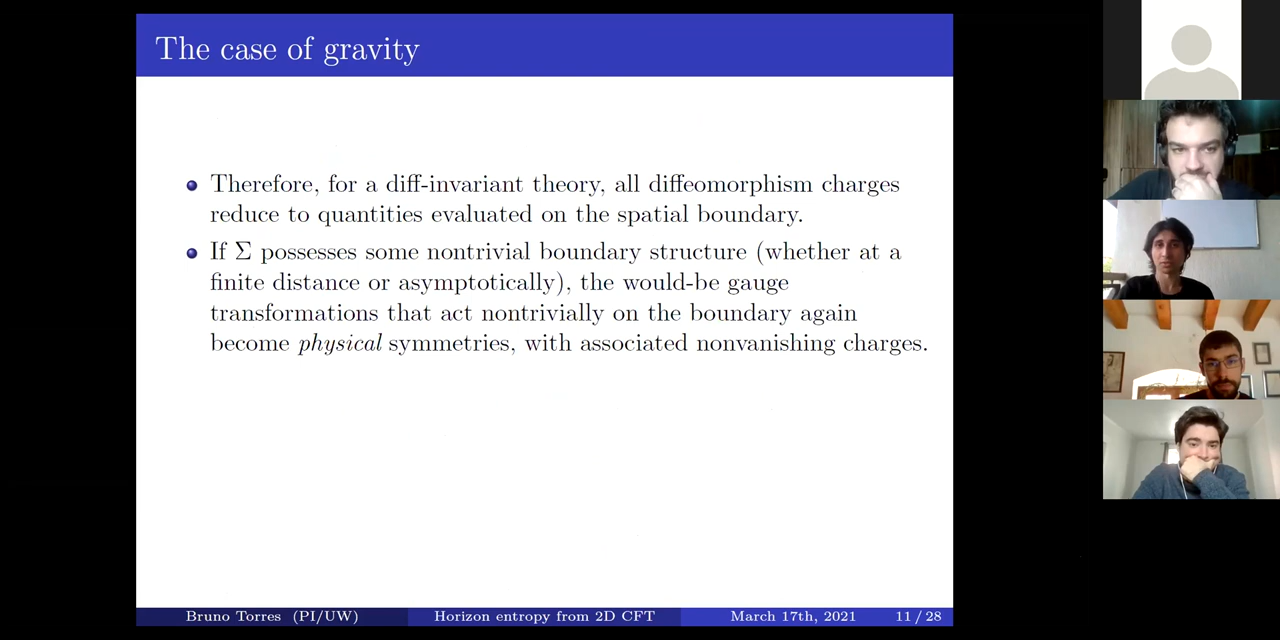 The case of gravity
Therefore, for a diff-invariant theory, all diffeomorphism charges
reduce to quantities evaluated on the spatial boundary.
If Σ possesses some nontrivial boundary structure (whether at a
finite distance or asymptotically), the would-be gauge
transformations that act nontrivially on the boundary again
become physical symmetries, with associated nonvanishing charges.
Bruno Torres (PI/UW) Horizon entropy from 2D CFT March 17th, 2021 11 / 28